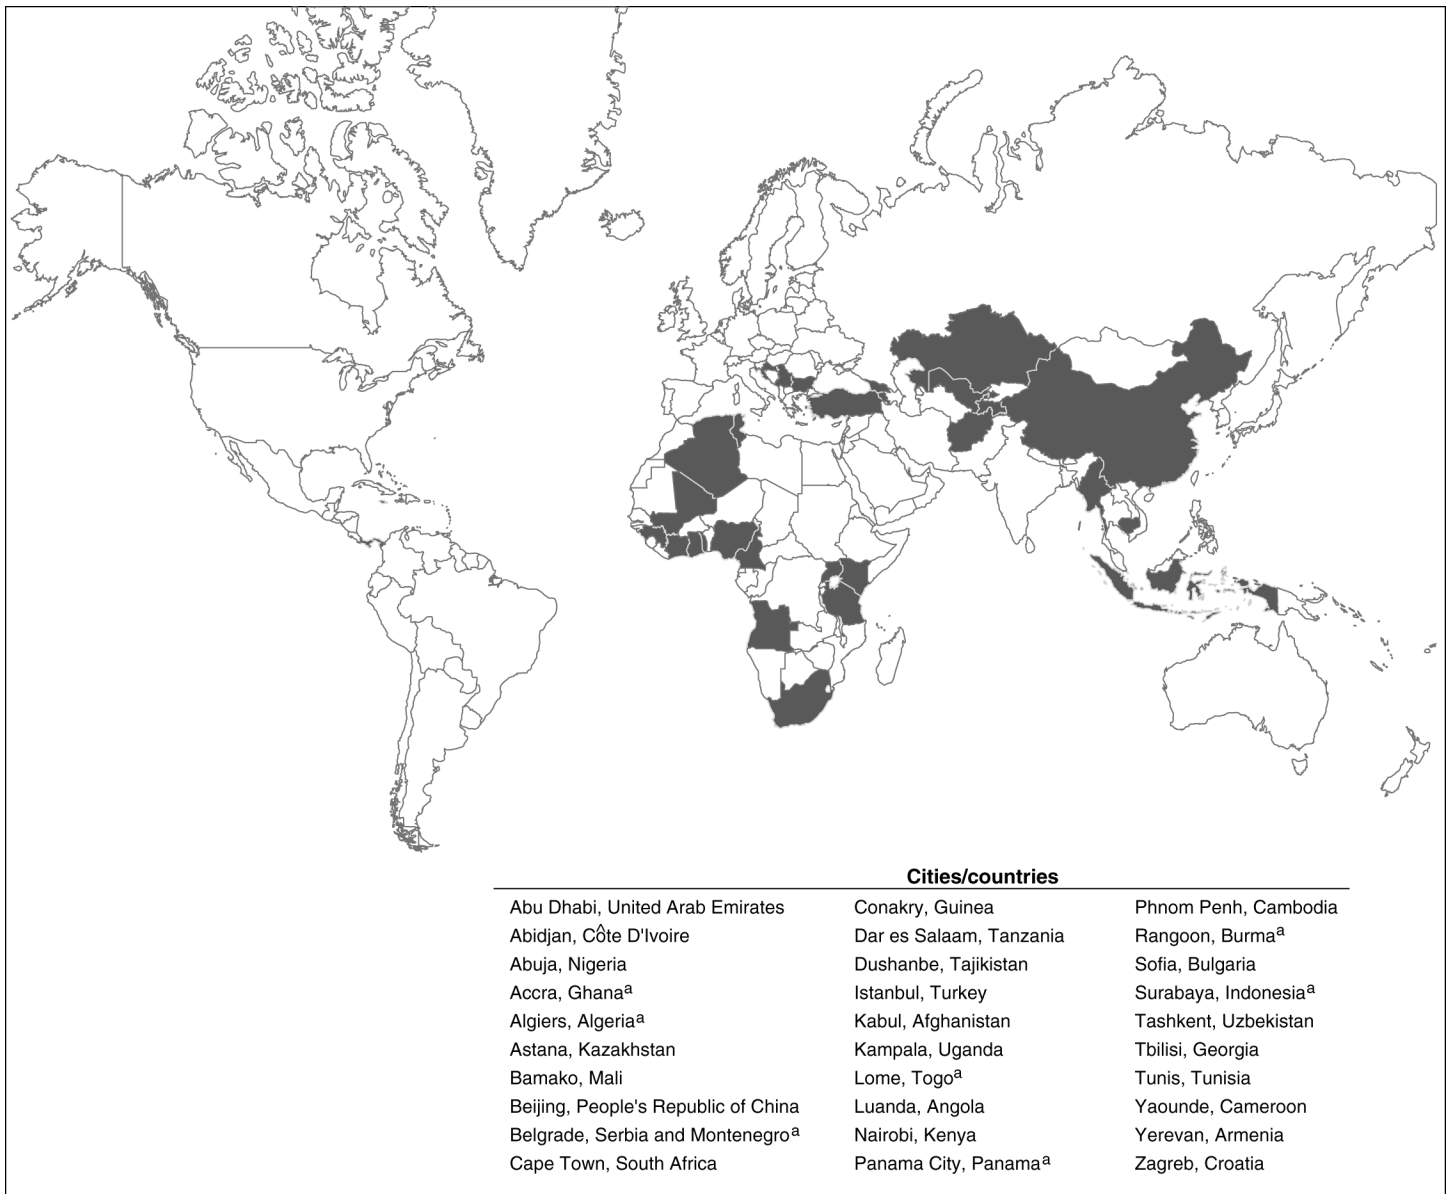 Cities/countries
Abu Dhabi, United Arab Emirates
Abidjan, Côte D'Ivoire
Abuja, Nigeria
Accra, Ghanaa
Algiers, Algeriaa
Astana, Kazakhstan
Bamako, Mali
Beijing, People's Republic of China
Belgrade, Serbia and Montenegroa
Cape Town, South Africa
Conakry, Guinea
Dar es Salaam, Tanzania
Dushanbe, Tajikistan
Istanbul, Turkey
Kabul, Afghanistan
Kampala, Uganda
Lome, Togoa
Luanda, Angola
Nairobi, Kenya
Panama City, Panamaa
Phnom Penh, Cambodia
Rangoon, Burmaa
Sofia, Bulgaria
Surabaya, Indonesiaa
Tashkent, Uzbekistan
Tbilisi, Georgia
Tunis, Tunisia
Yaounde, Cameroon
Yerevan, Armenia
Zagreb, Croatia